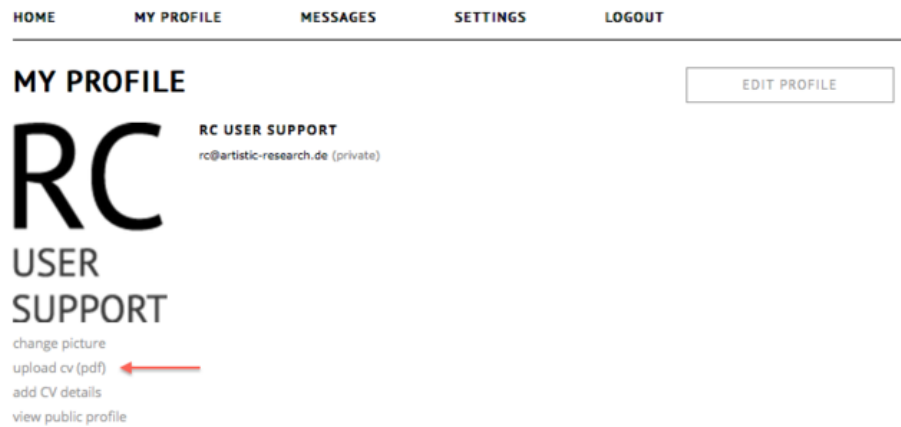 HOME MY PROFILE MESSAGES SETTINGS LOGOUT
MY PROFILE
EDIT PROFILE
RC
USER
SUPPORT
RC USER SUPPORT
rc@artistic-research.de (private)
change picture
upload cv (pdf)
add CV details
view public profile